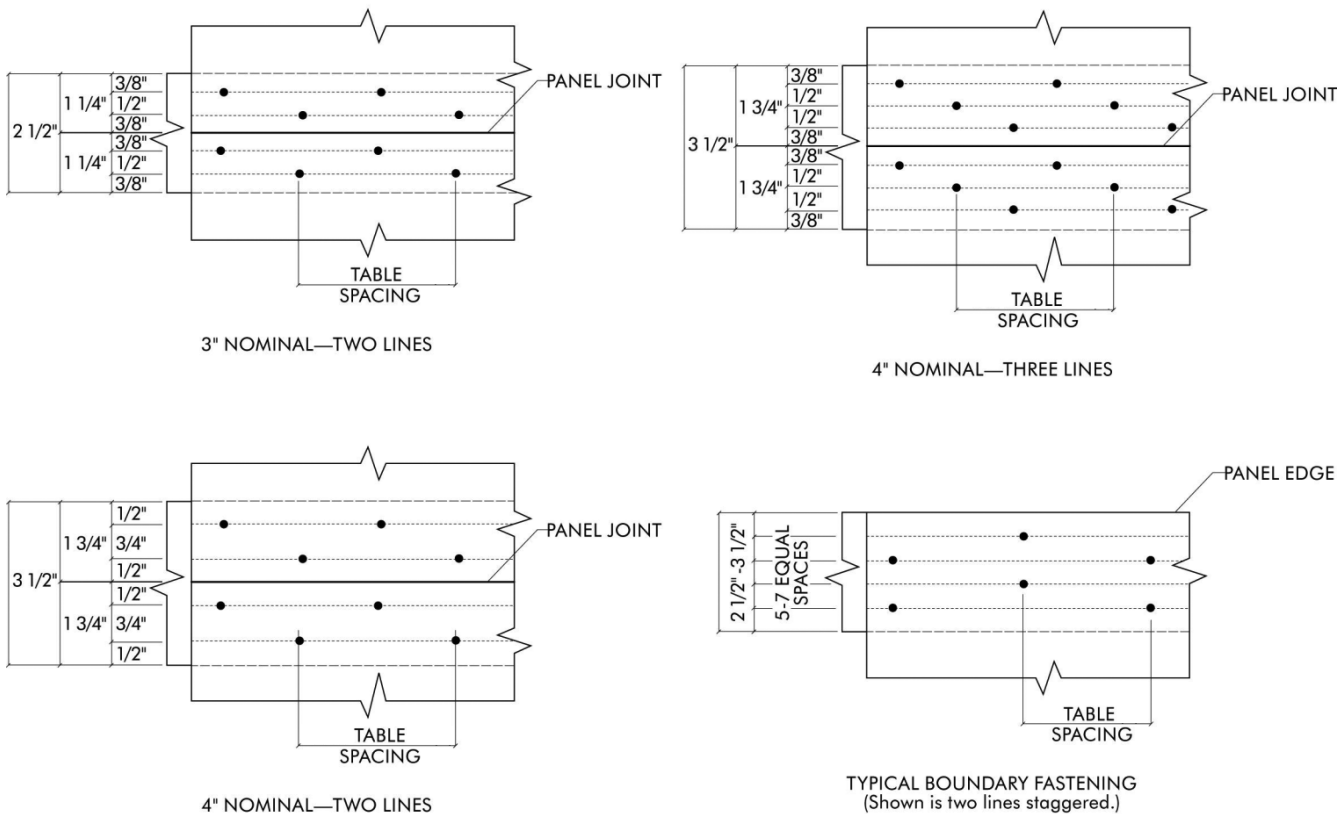 2 1/2"
1 1/4"
1 1/4"
3/8"
1/2"
3/8"
3/8"
1/2"
3/8"
PANEL JOINT
TABLE
SPACING
3" NOMINAL—TWO LINES
3 1/2"
1 3/4"
1 3/4"
3/8"
1/2"
1/2"
3/8"
3/8"
1/2"
1/2"
3/8"
PANEL JOINT
TABLE
SPACING
4" NOMINAL—THREE LINES
3 1/2"
1 3/4"
1 3/4"
1/2"
3/4"
1/2"
1/2"
3/4"
1/2"
PANEL JOINT
TABLE
SPACING
4" NOMINAL—TWO LINES
2 1/2" -3 1/2"
5-7 EQUAL
SPACES
PANEL EDGE
TABLE
SPACING
TYPICAL BOUNDARY FASTENING
(Shown is two lines staggered.)